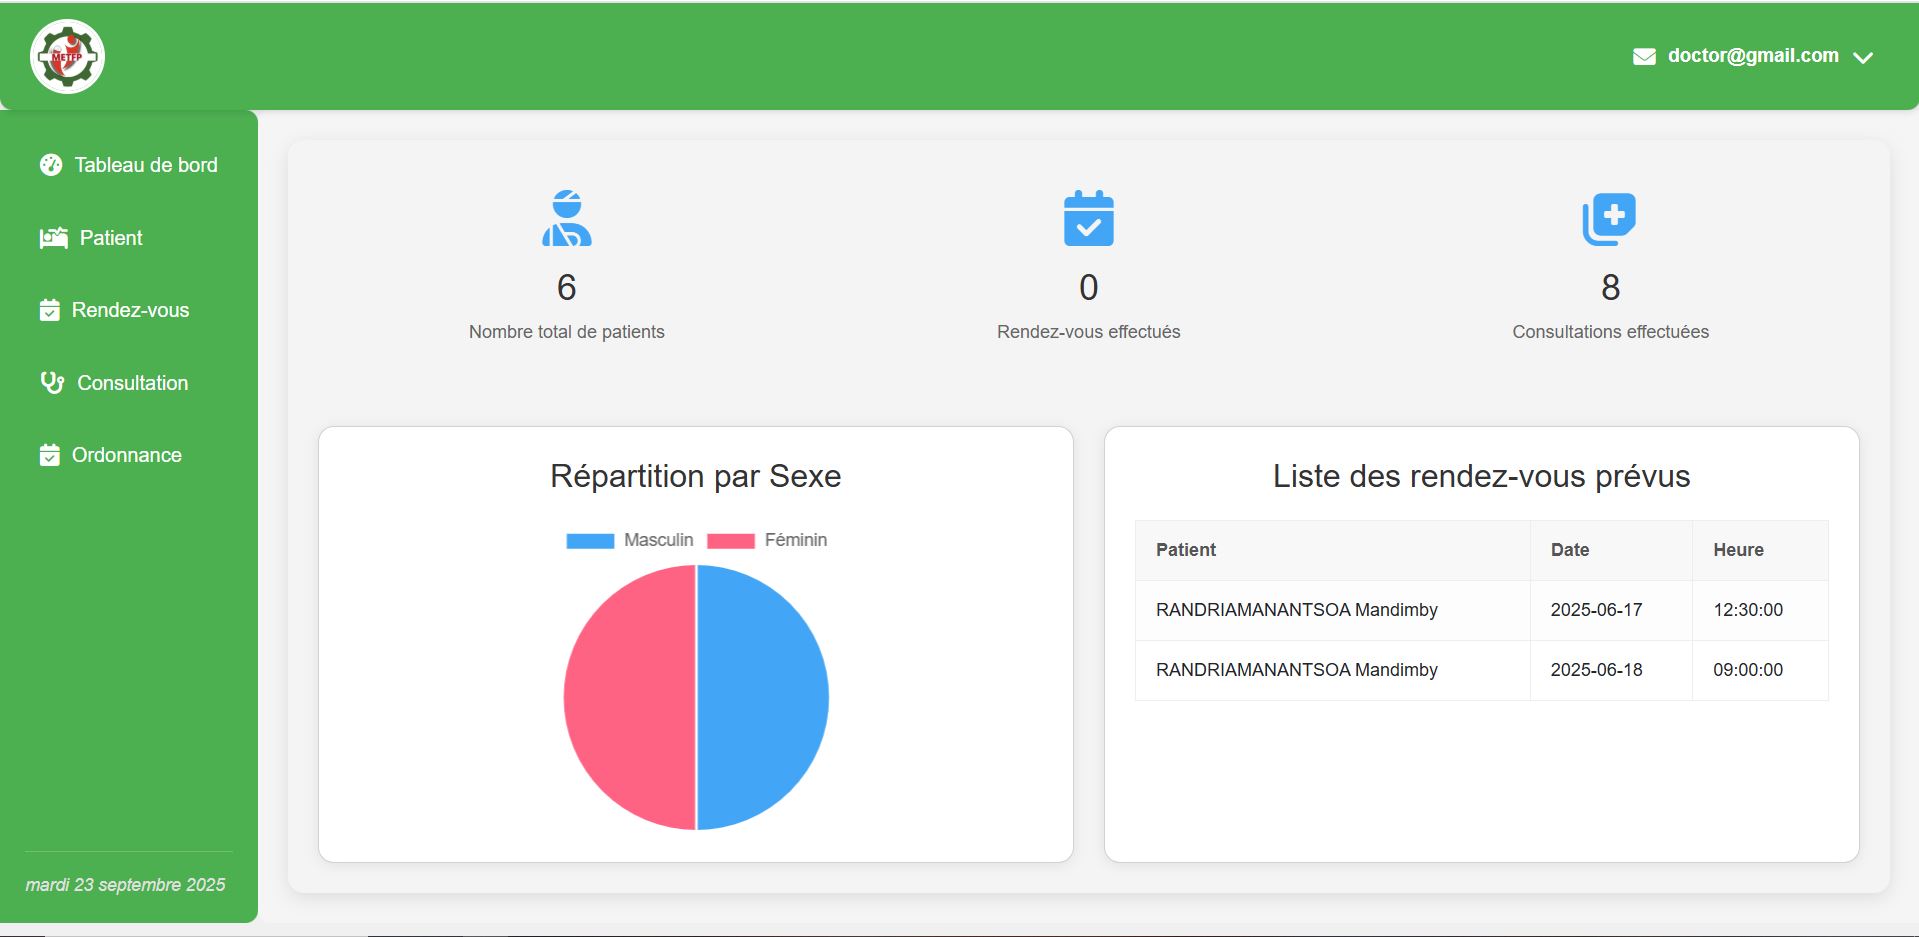 METFP
doctor@gmail.com
Tableau de bord
Patient
Rendez-vous
Consultation
Ordonnance
mardi 23 septembre 2025
6
Nombre total de patients
0
Rendez-vous effectués
8
Consultations effectuées
Répartition par Sexe
Masculin Féminin
Liste des rendez-vous prévus
Patient Date Heure
RANDRIAMANANTSOA Mandimby 2025-06-17 12:30:00
RANDRIAMANANTSOA Mandimby 2025-06-18 09:00:00